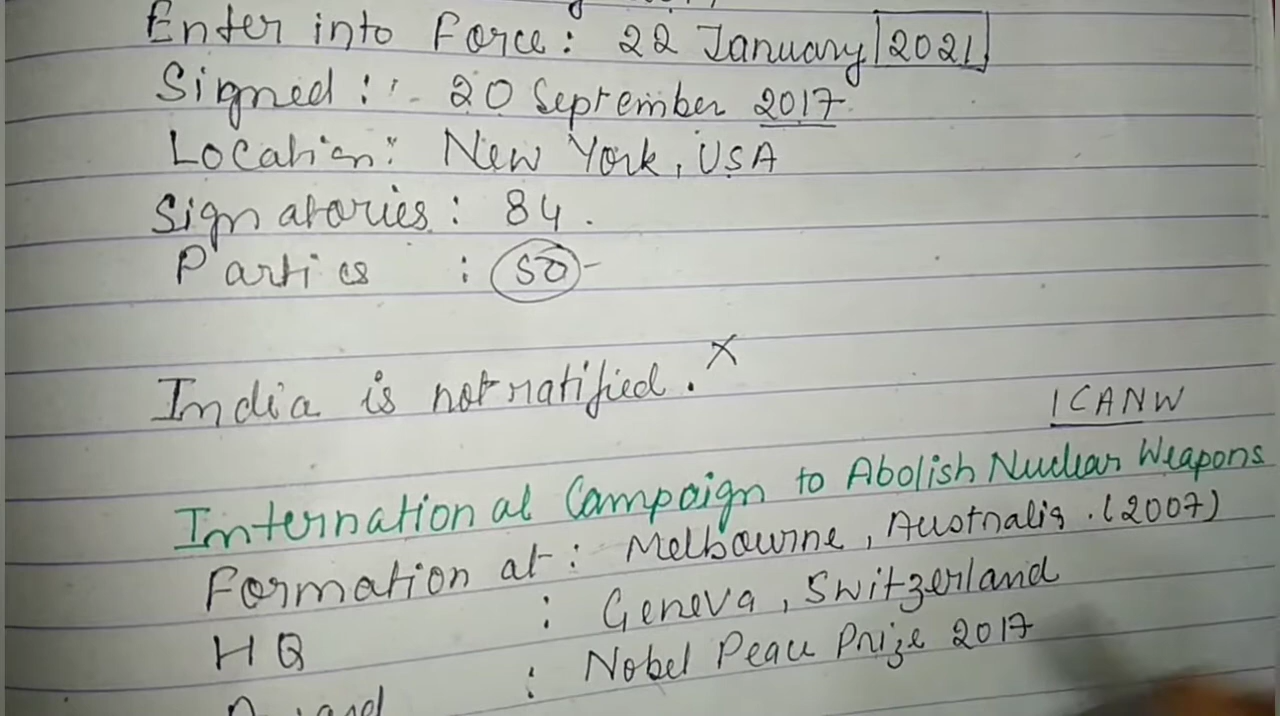 Enter into Force: 22 January 2021
Signed :- 20 September 2017
Location: New York, USA
Signatories: 84.
Parties : 50 -
India is not ratified. X
ICANW
International Campaign to Abolish Nuclear Weapons
Formation at: Melbourne, Australia. (2007)
HQ : Geneva, Switzerland
: Nobel Peace Prize 2017